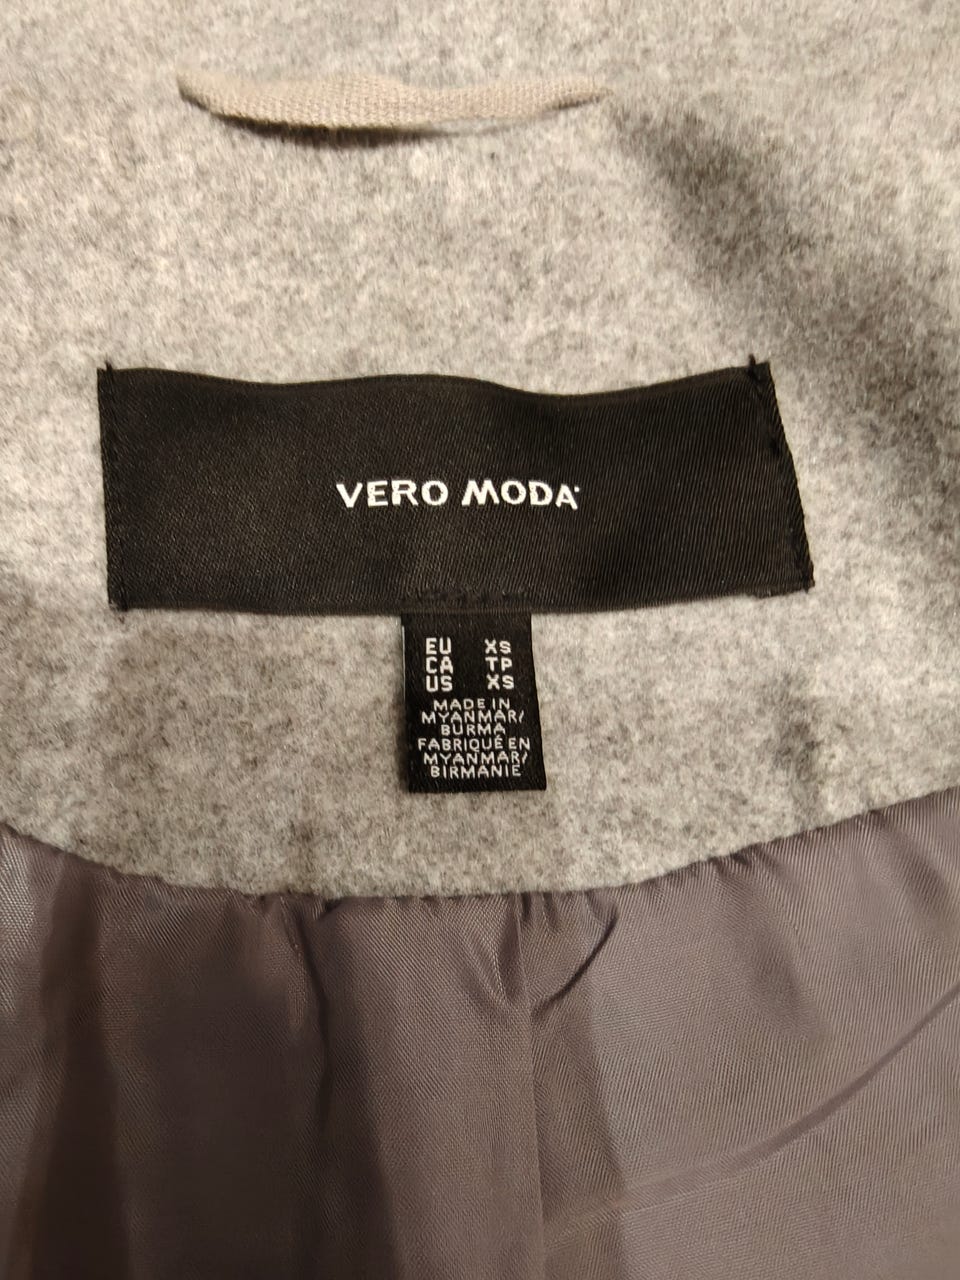 VERO MODA
EU XS
CA TP
US XS
MADE IN
MYANMAR/
BURMA
FABRIQUÉ EN
MYANMAR/
BIRMANIE